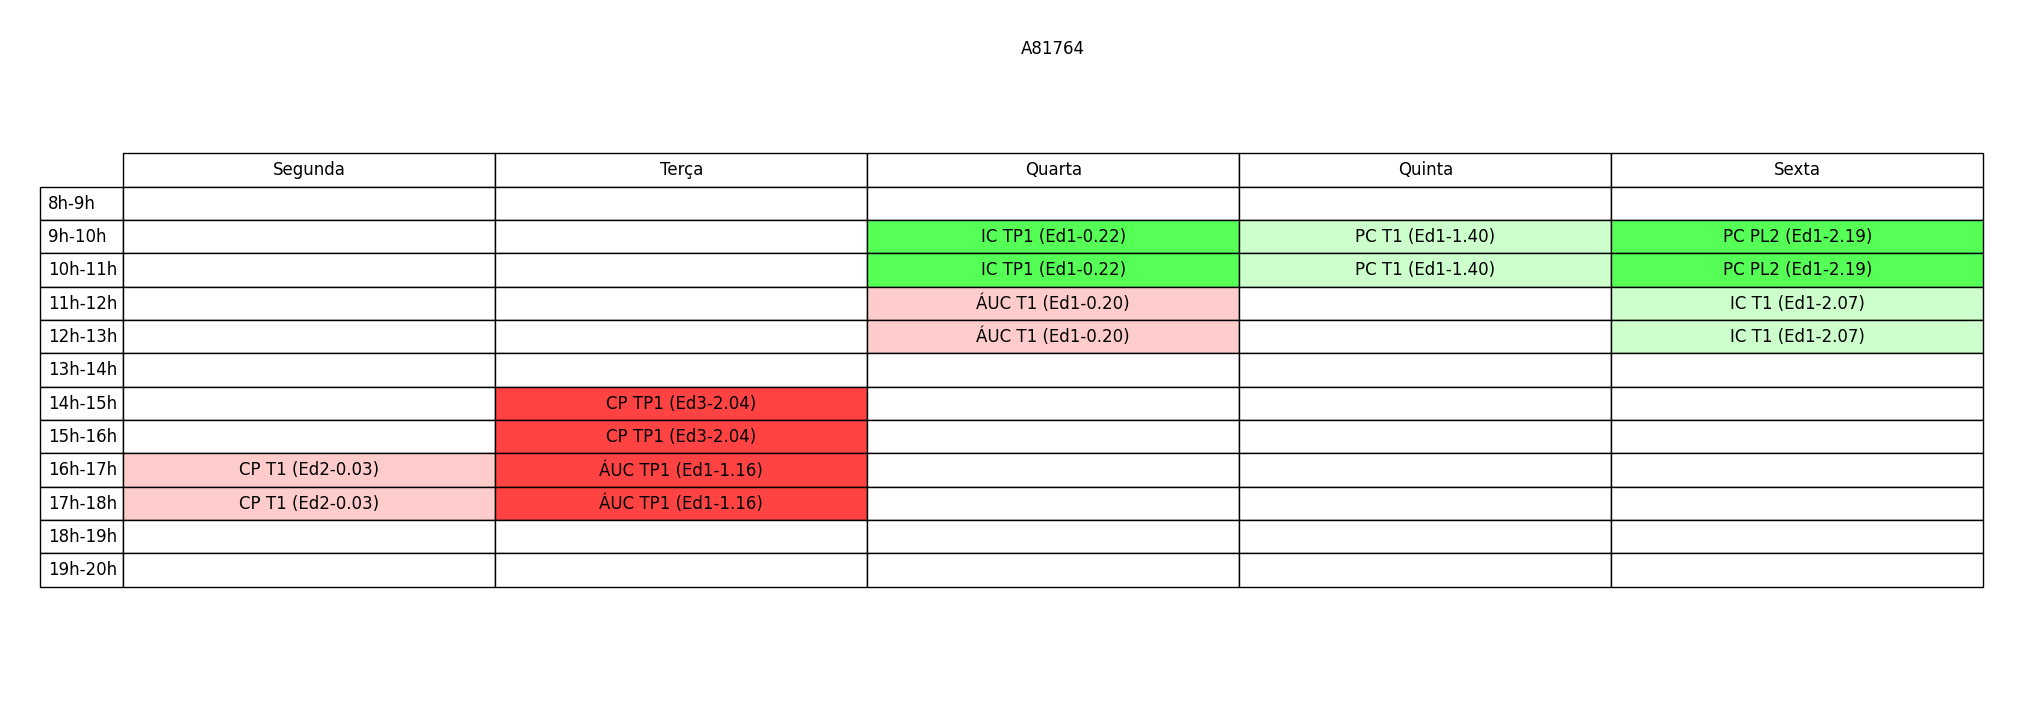 A81764
Segunda Terça Quarta Quinta Sexta
8h-9h
9h-10h IC TP1 (Ed1-0.22) PC T1 (Ed1-1.40) PC PL2 (Ed1-2.19)
10h-11h IC TP1 (Ed1-0.22) PC T1 (Ed1-1.40) PC PL2 (Ed1-2.19)
11h-12h ÁUC T1 (Ed1-0.20) IC T1 (Ed1-2.07)
12h-13h ÁUC T1 (Ed1-0.20) IC T1 (Ed1-2.07)
13h-14h
14h-15h CP TP1 (Ed3-2.04)
15h-16h CP TP1 (Ed3-2.04)
16h-17h CP T1 (Ed2-0.03) ÁUC TP1 (Ed1-1.16)
17h-18h CP T1 (Ed2-0.03) ÁUC TP1 (Ed1-1.16)
18h-19h
19h-20h